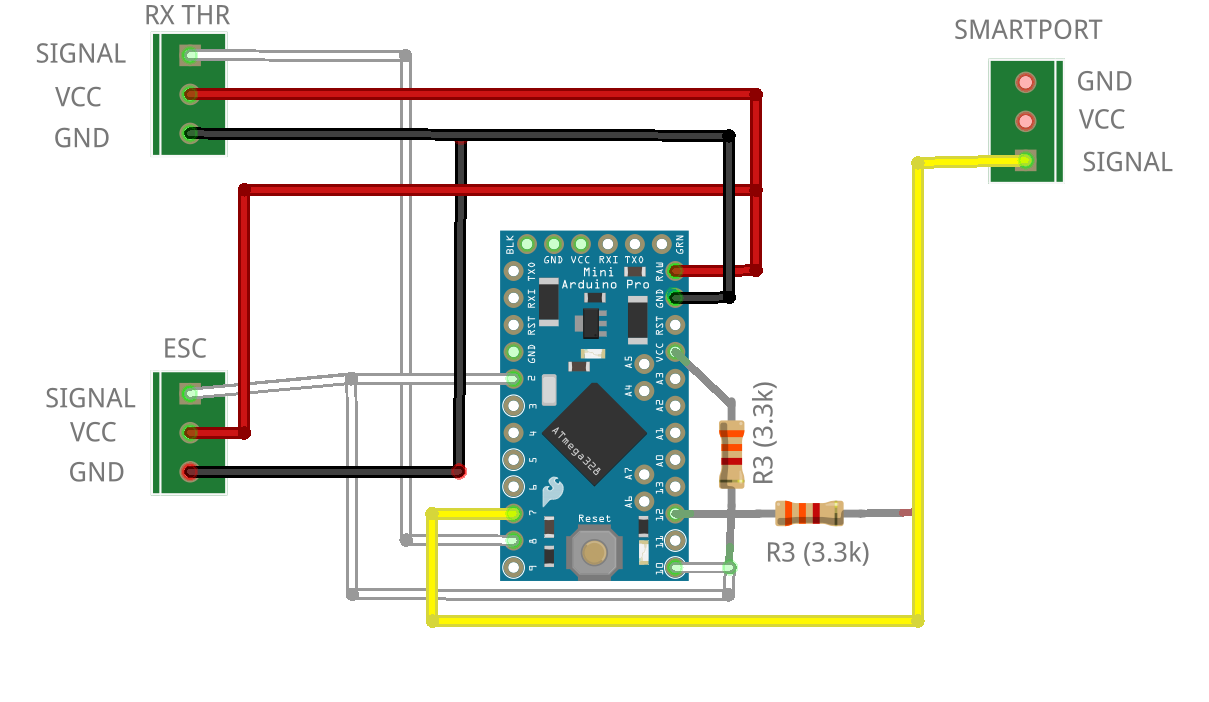 RX THR
SIGNAL
VCC
GND
SMARTPORT
GND
VCC
SIGNAL
ESC
SIGNAL
VCC
GND
BLK
GND VCC RXI TXO
GRN
Mini
Arduino Pro
TXO
RXI
RST
GND
2
3
4
5
6
7
8
9
RAW
GND
RST
VCC
A3
A2
A1
A0
13
12
11
10
A5
A4
A7
A6
ATmega328
Reset
R3 (3.3k)
R3 (3.3k)